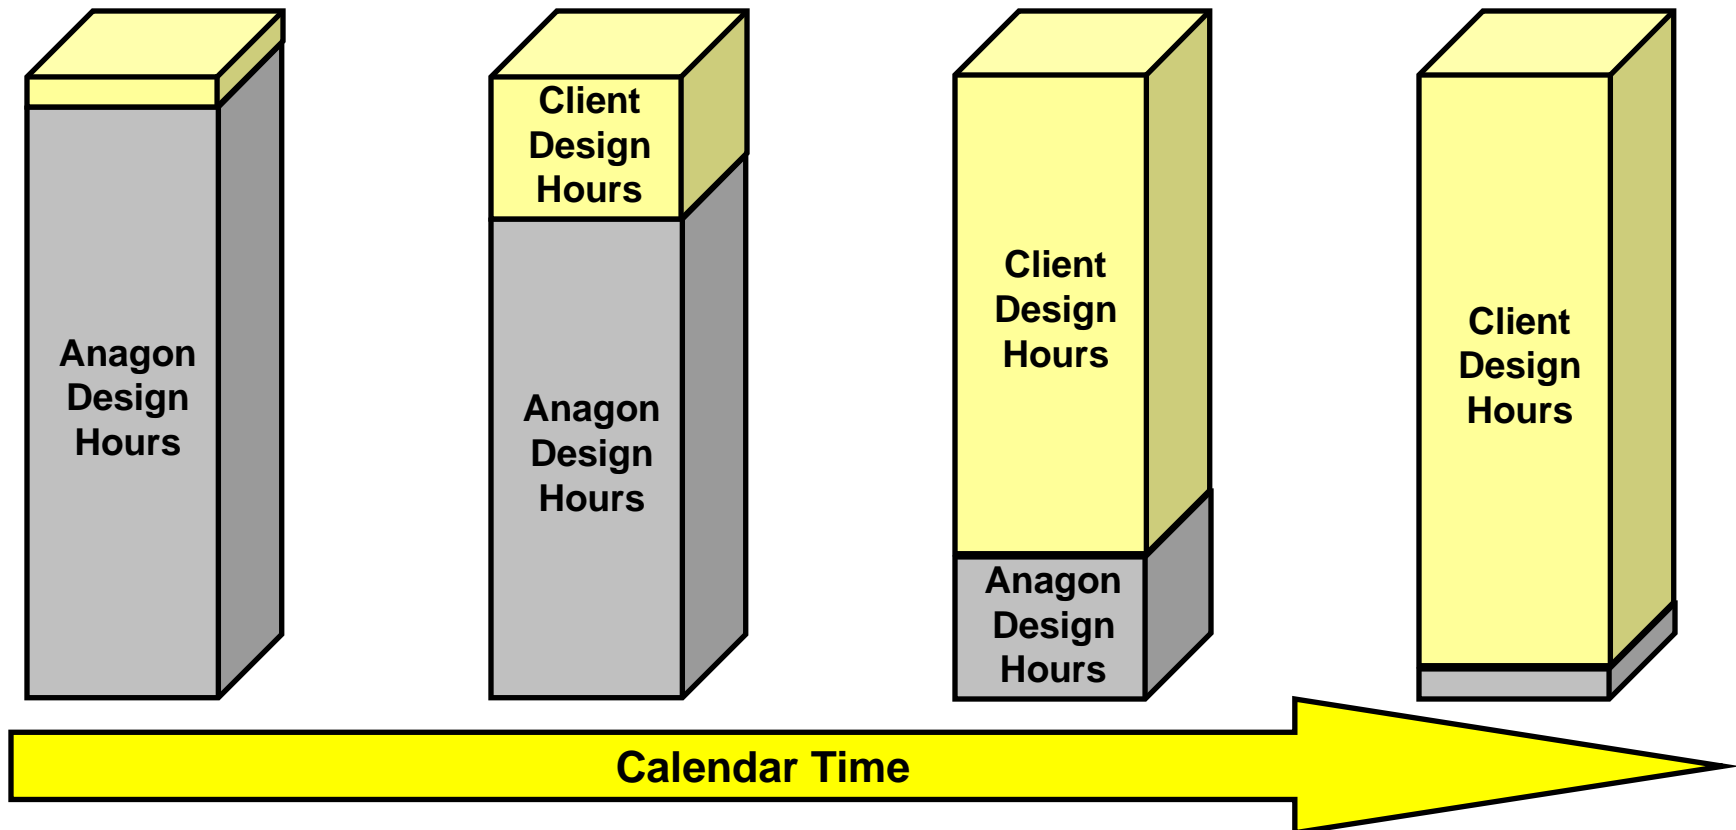 Anagon
Design
Hours
Client
Design
Hours
Anagon
Design
Hours
Client
Design
Hours
Anagon
Design
Hours
Client
Design
Hours
Calendar Time